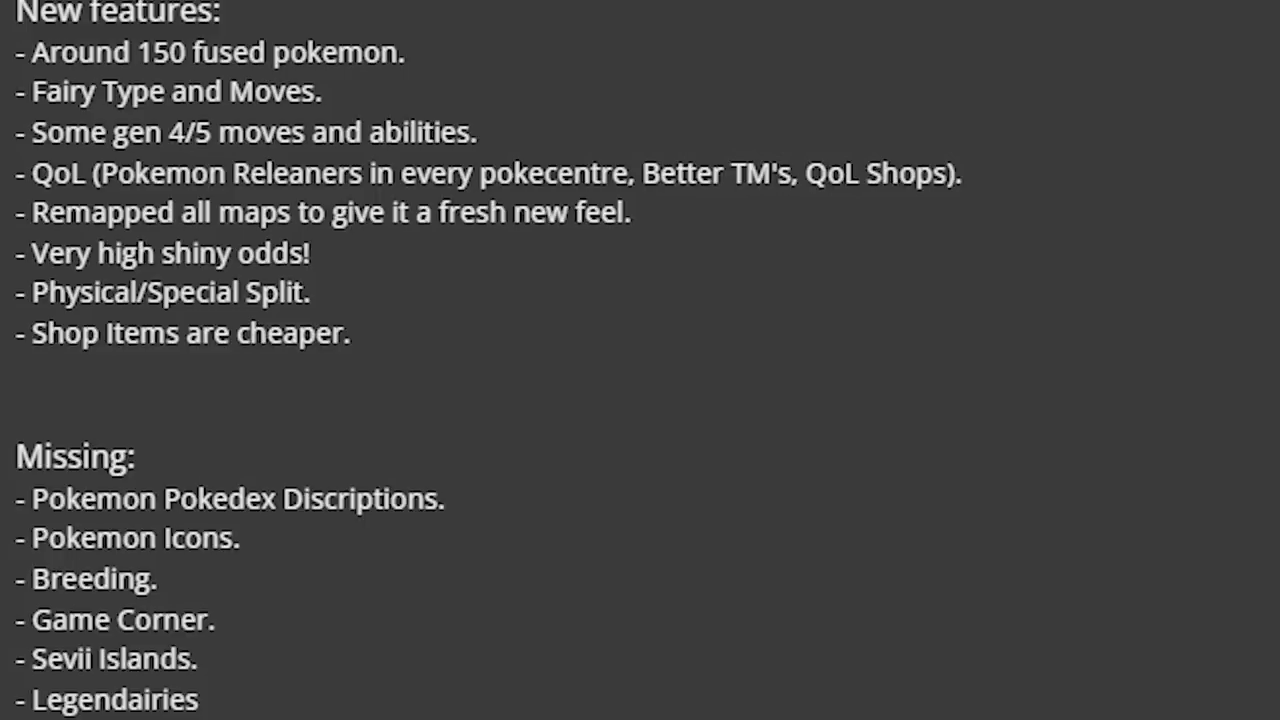 New features:
- Around 150 fused pokemon.
- Fairy Type and Moves.
- Some gen 4/5 moves and abilities.
- QoL (Pokemon Releaners in every pokecentre, Better TM's, QoL Shops).
- Remapped all maps to give it a fresh new feel.
- Very high shiny odds!
- Physical/Special Split.
- Shop Items are cheaper.
Missing:
- Pokemon Pokedex Discriptions.
- Pokemon Icons.
- Breeding.
- Game Corner.
- Sevii Islands.
- Legendairies